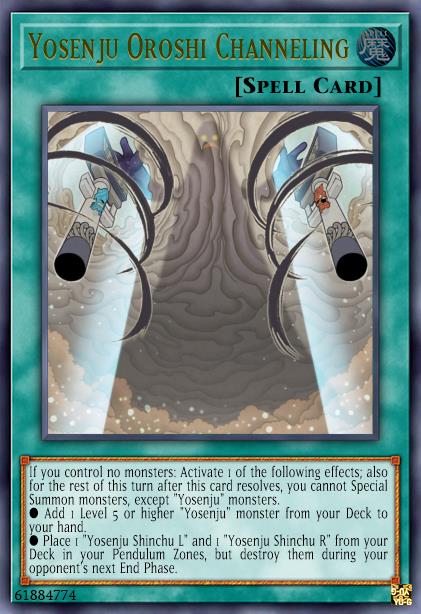 Yosenju Oroshi Channeling
魔
[Spell Card]
If you control no monsters: Activate 1 of the following effects; also
for the rest of this turn after this card resolves, you cannot Special
Summon monsters, except "Yosenju" monsters.
● Add 1 Level 5 or higher "Yosenju" monster from your Deck to
your hand.
● Place 1 "Yosenju Shinchu L" and 1 "Yosenju Shinchu R" from your
Deck in your Pendulum Zones, but destroy them during your
opponent's next End Phase.
61884774